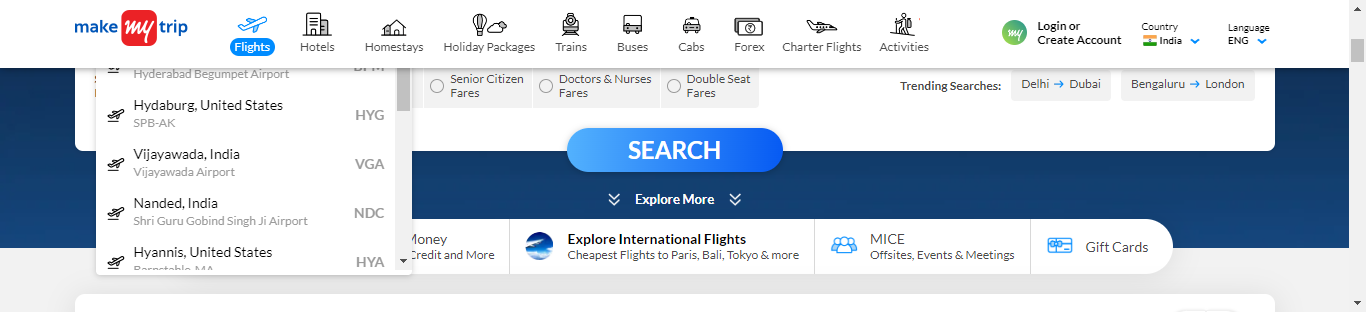 make my trip
Flights
Hotels
Homestays
Holiday Packages
Trains
Buses
Cabs
Forex
Charter Flights
Activities
my
Login or
Create Account
Country
India
Language
ENG
Hyderabad Begumpet Airport
BPM
Hydaburg, United States
SPB-AK
HYG
Vijayawada, India
Vijayawada Airport
VGA
Nanded, India
Shri Guru Gobind Singh Ji Airport
NDC
Hyannis, United States
Barnstable, MA
HYA
Senior Citizen
Fares
Doctors & Nurses
Fares
Double Seat
Fares
Trending Searches:
Delhi → Dubai
Bengaluru → London
SEARCH
Explore More
Money
Credit and More
Explore International Flights
Cheapest Flights to Paris, Bali, Tokyo & more
MICE
Offsites, Events & Meetings
Gift Cards